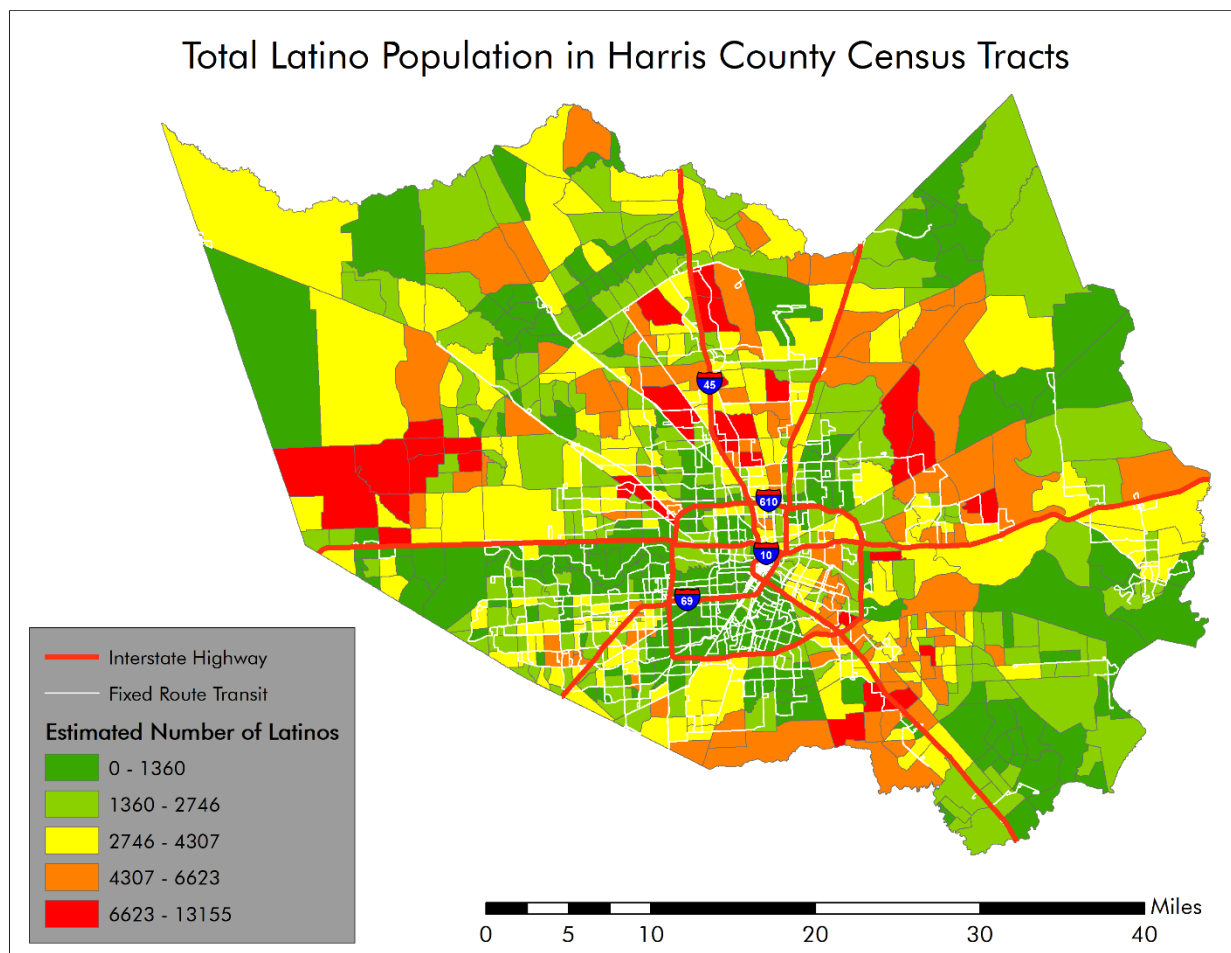 Total Latino Population in Harris County Census Tracts
45
610
10
69
Interstate Highway
Fixed Route Transit
Estimated Number of Latinos
0 - 1360
1360 - 2746
2746 - 4307
4307 - 6623
6623 - 13155
Miles
0 5 10 20 30 40